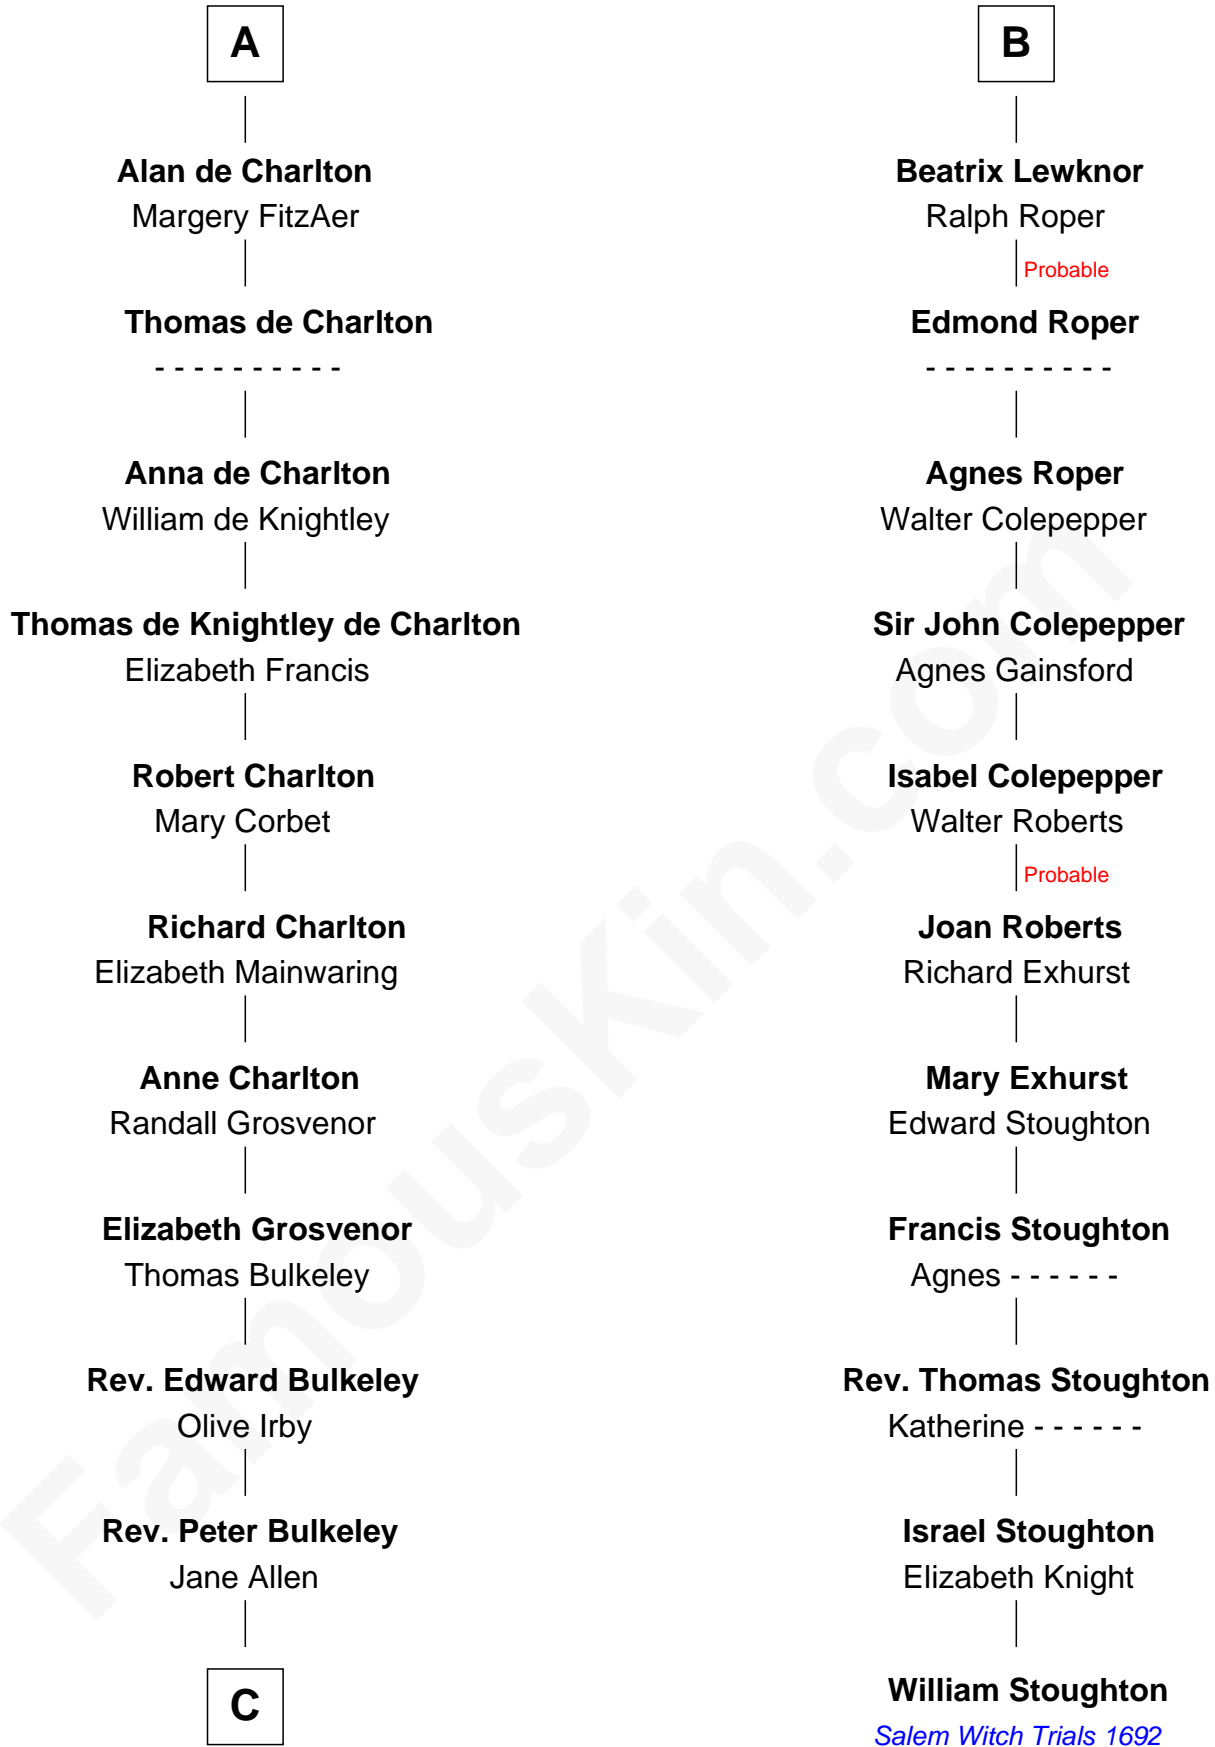 A
Alan de Charlton
Margery FitzAer
Thomas de Charlton
- - - - - - - - - -
Anna de Charlton
William de Knightley
Thomas de Knightley de Charlton
Elizabeth Francis
Robert Charlton
Mary Corbet
Richard Charlton
Elizabeth Mainwaring
Anne Charlton
Randall Grosvenor
Elizabeth Grosvenor
Thomas Bulkeley
Rev. Edward Bulkeley
Olive Irby
Rev. Peter Bulkeley
Jane Allen
C
B
Beatrix Lewknor
Ralph Roper
Probable
Edmond Roper
- - - - - - - - - -
Agnes Roper
Walter Colepepper
Sir John Colepepper
Agnes Gainsford
Isabel Colepepper
Walter Roberts
Probable
Joan Roberts
Richard Exhurst
Mary Exhurst
Edward Stoughton
Francis Stoughton
Agnes - - - - - -
Rev. Thomas Stoughton
Katherine - - - - - -
Israel Stoughton
Elizabeth Knight
William Stoughton
Salem Witch Trials 1692
FamousKin.com